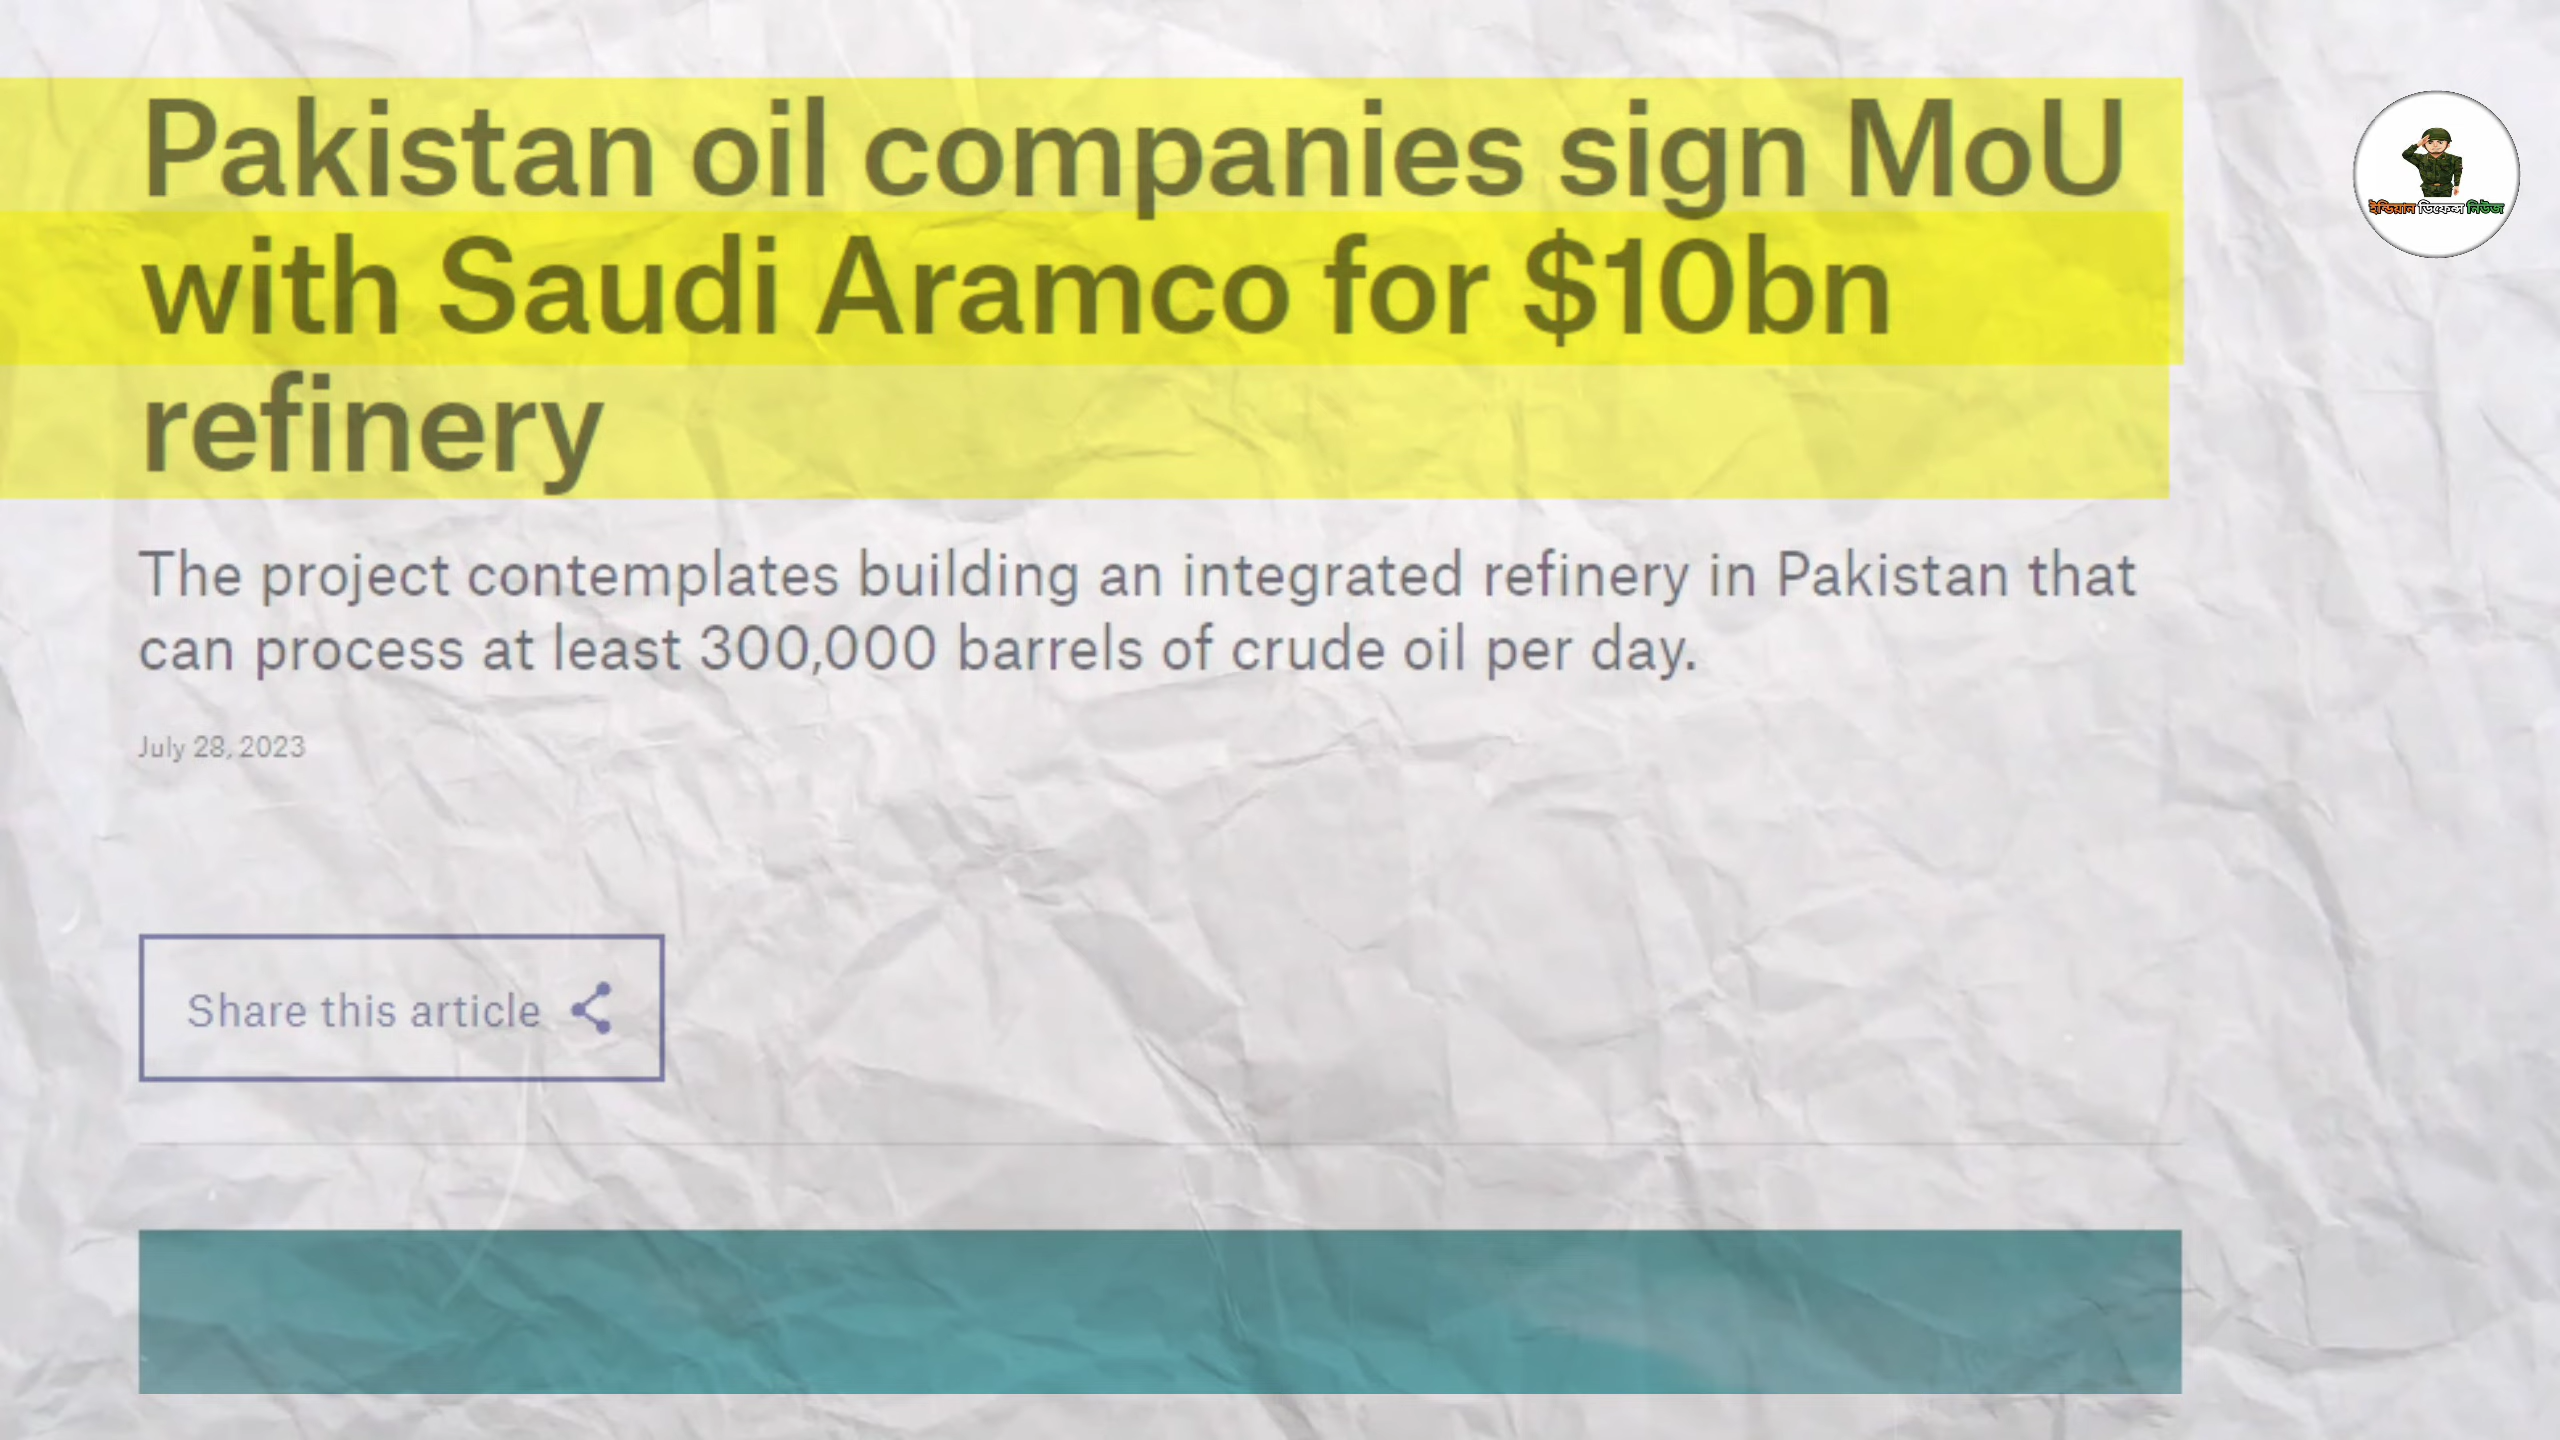 Pakistan oil companies sign MoU
with Saudi Aramco for $10bn
refinery
ইন্ডিয়ান ডিফেন্স নিউজ
The project contemplates building an integrated refinery in Pakistan that
can process at least 300,000 barrels of crude oil per day.
July 28, 2023
Share this article